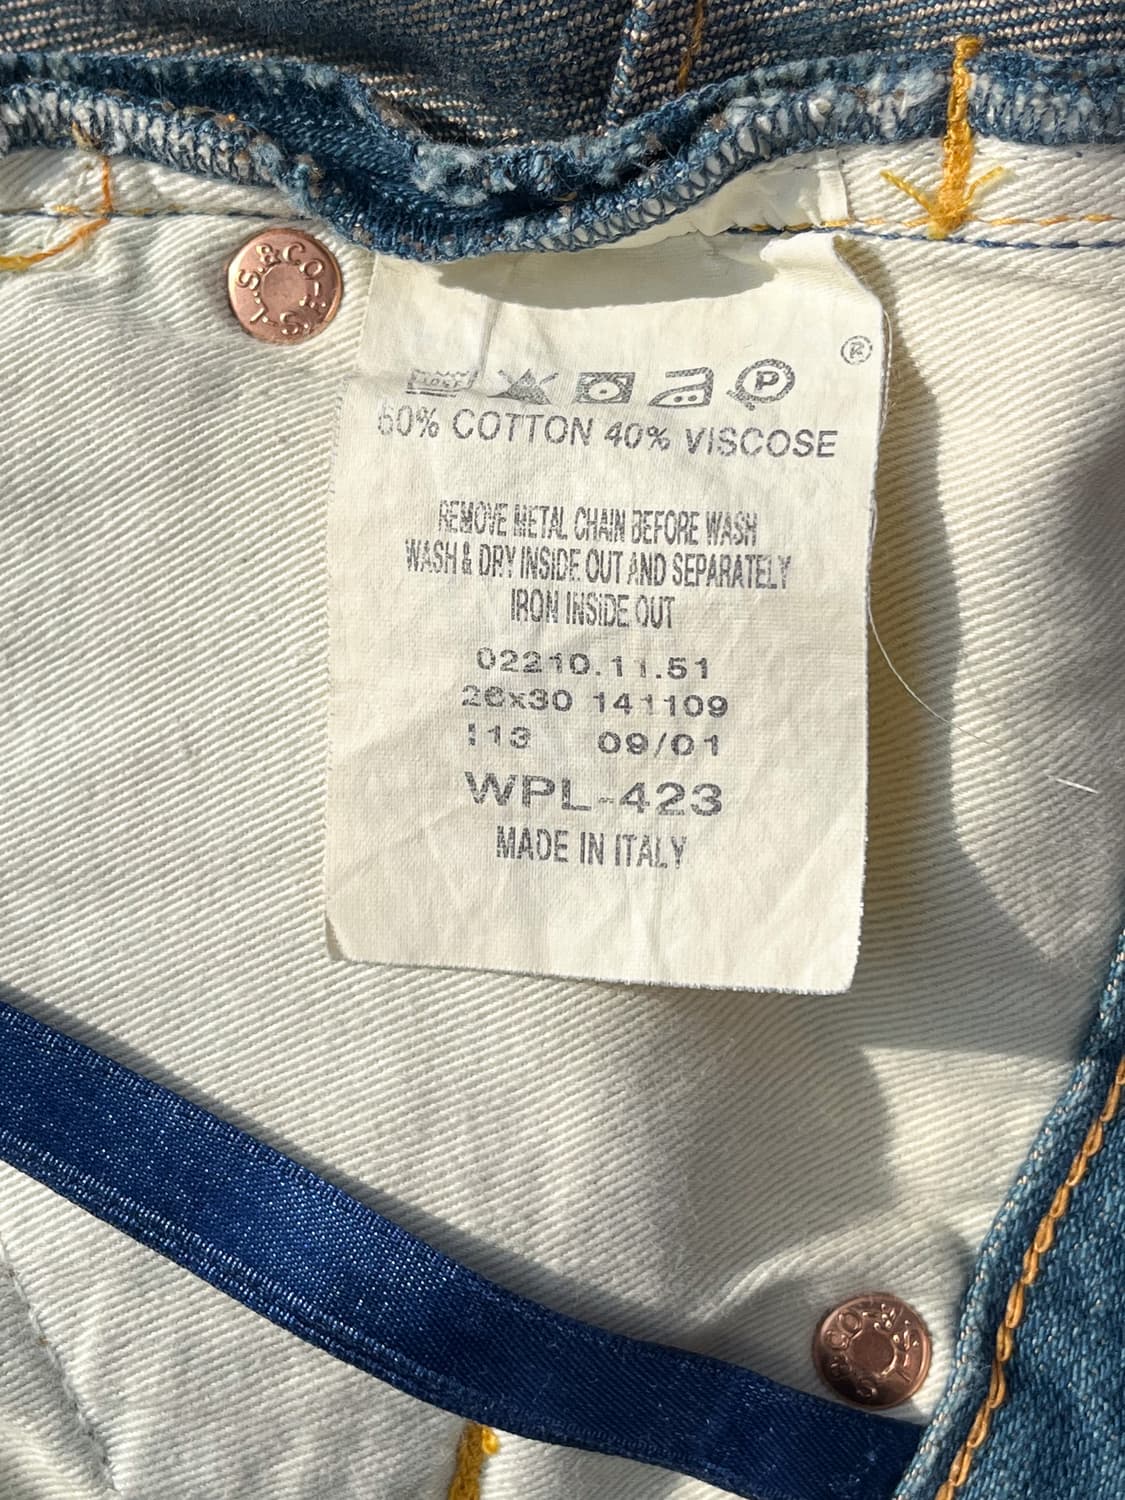 L.S.&CO-S.F.
®
P
60% COTTON 40% VISCOSE
REMOVE METAL CHAIN BEFORE WASH
WASH & DRY INSIDE OUT AND SEPARATELY
IRON INSIDE OUT
02210.11.51
26x30 141109
113 09/01
WPL-423
MADE IN ITALY